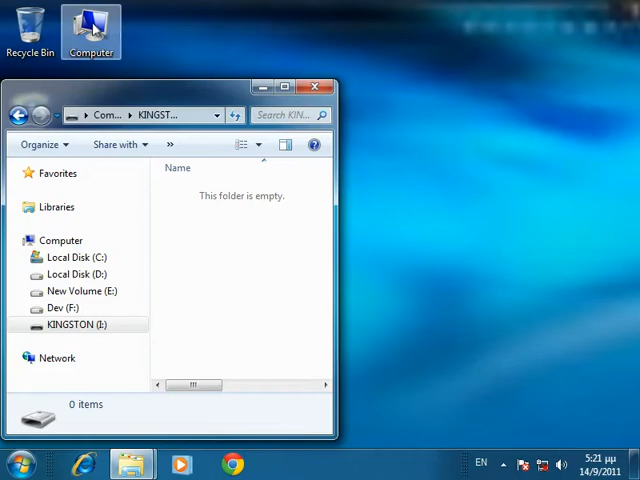 Recycle Bin
Computer
Com... KINGST...
Search KIN...
Organize
Share with
»
Name
This folder is empty.
Favorites
Libraries
Computer
Local Disk (C:)
Local Disk (D:)
New Volume (E:)
Dev (F:)
KINGSTON (I:)
Network
0 items
EN
5:21 μμ
14/9/2011